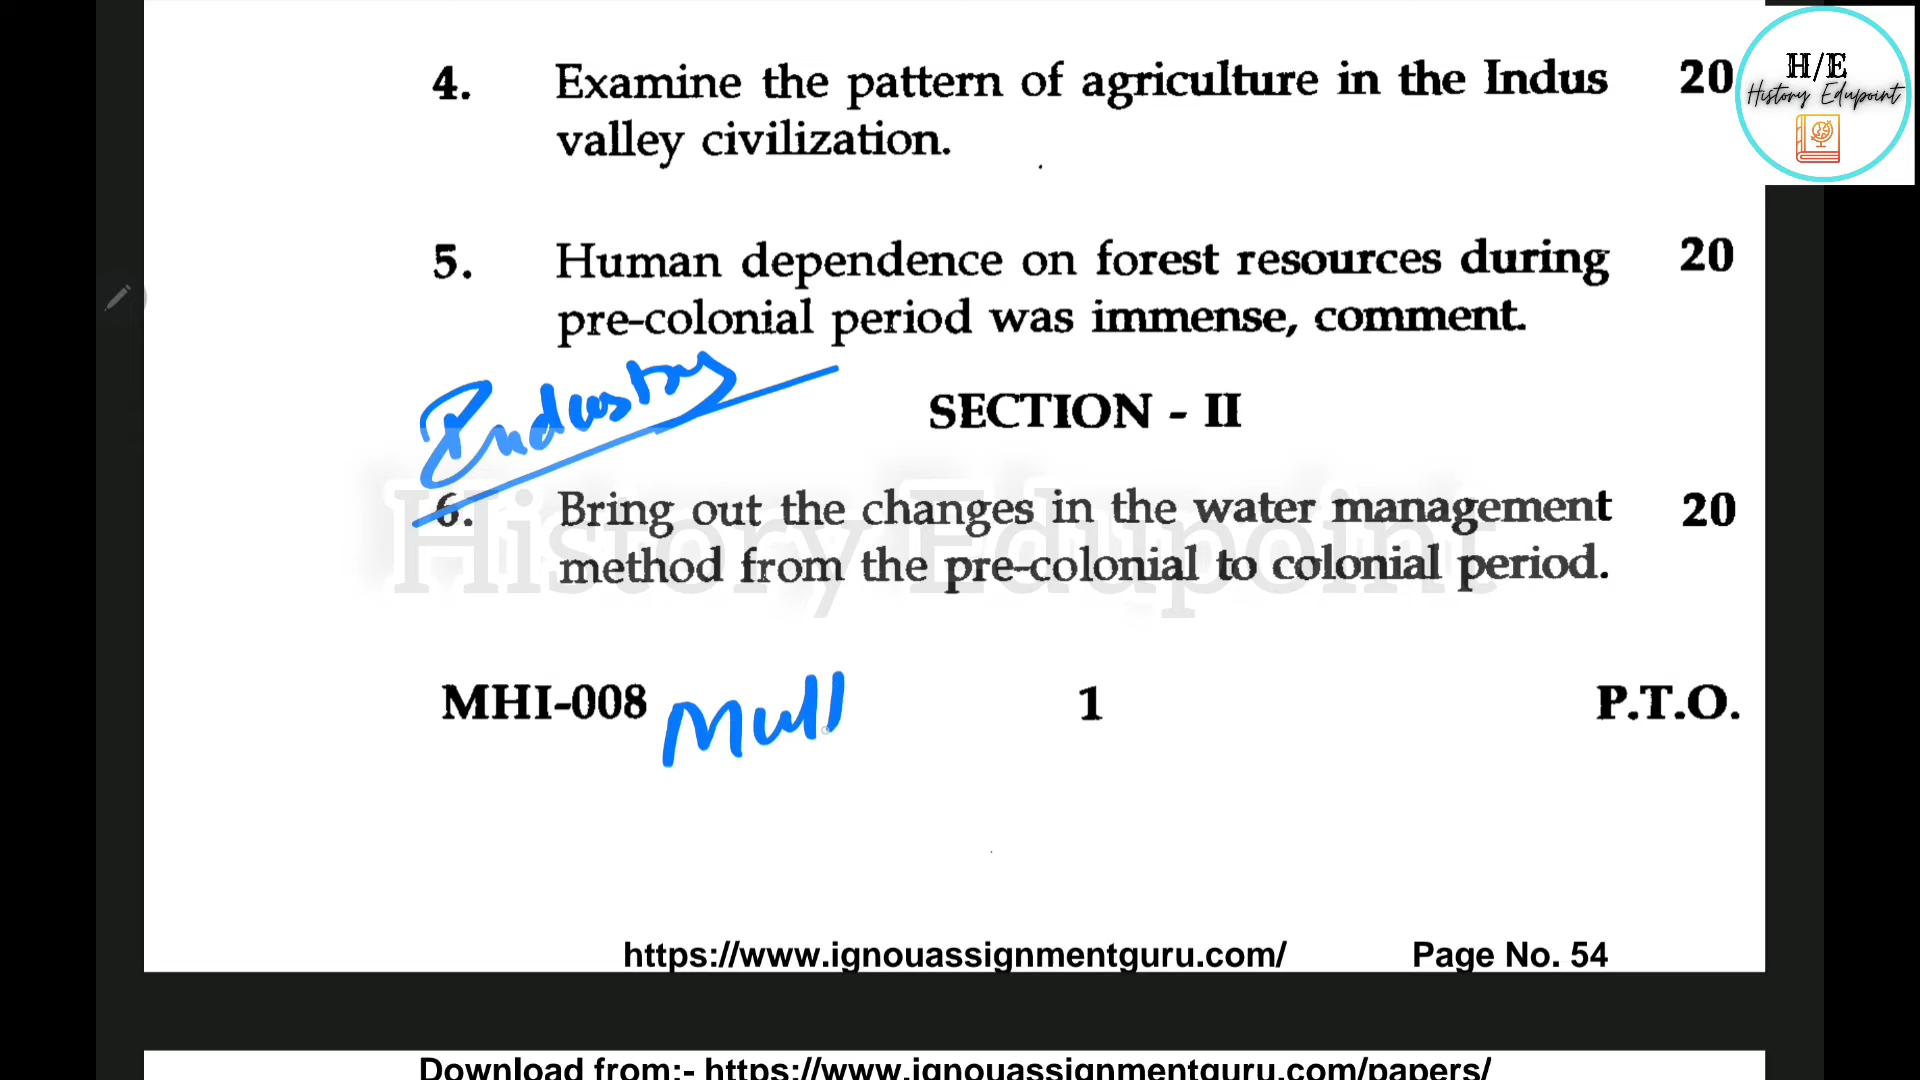 H/E
History Edupoint
4. Examine the pattern of agriculture in the Indus 20
valley civilization.
5. Human dependence on forest resources during 20
pre-colonial period was immense, comment.
Industry
SECTION - II
6. Bring out the changes in the water management 20
method from the pre-colonial to colonial period.
History Edupoint
MHI-008 Mull 1 P.T.O.
https://www.ignouassignmentguru.com/ Page No. 54
Download from:- https://www.ignouassignmentguru.com/papers/